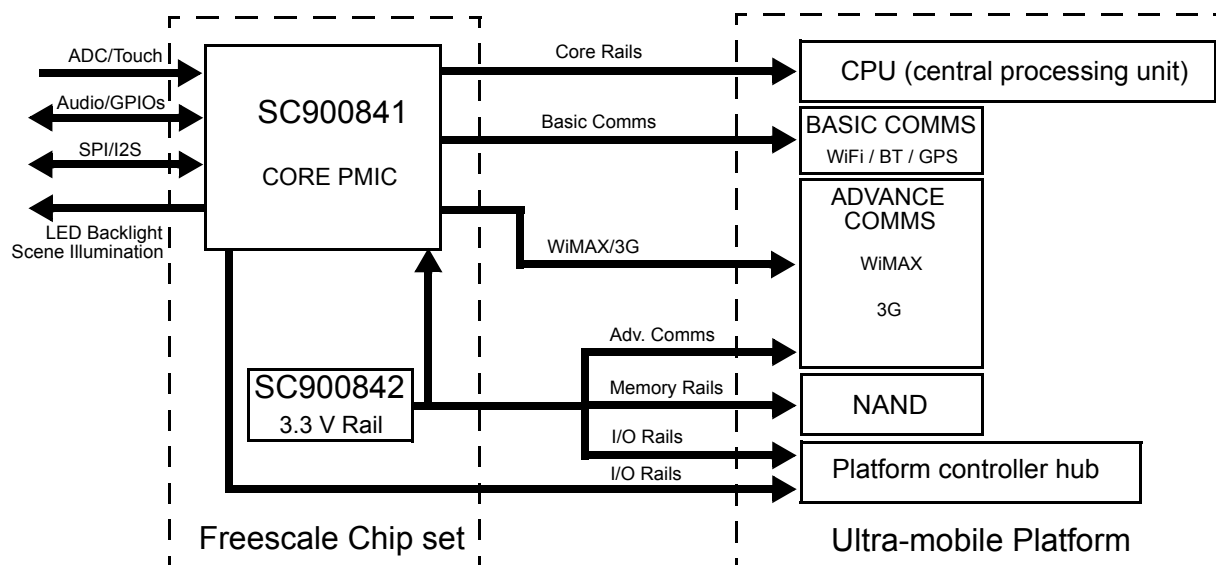 ADC/Touch
Audio/GPIOs
SPI/I2S
LED Backlight
Scene Illumination
SC900841
CORE PMIC
SC900842
3.3 V Rail
Freescale Chip set
Core Rails
Basic Comms
WiMAX/3G
Adv. Comms
Memory Rails
I/O Rails
I/O Rails
CPU (central processing unit)
BASIC COMMS
WiFi / BT / GPS
ADVANCE
COMMS
WiMAX
3G
NAND
Platform controller hub
Ultra-mobile Platform